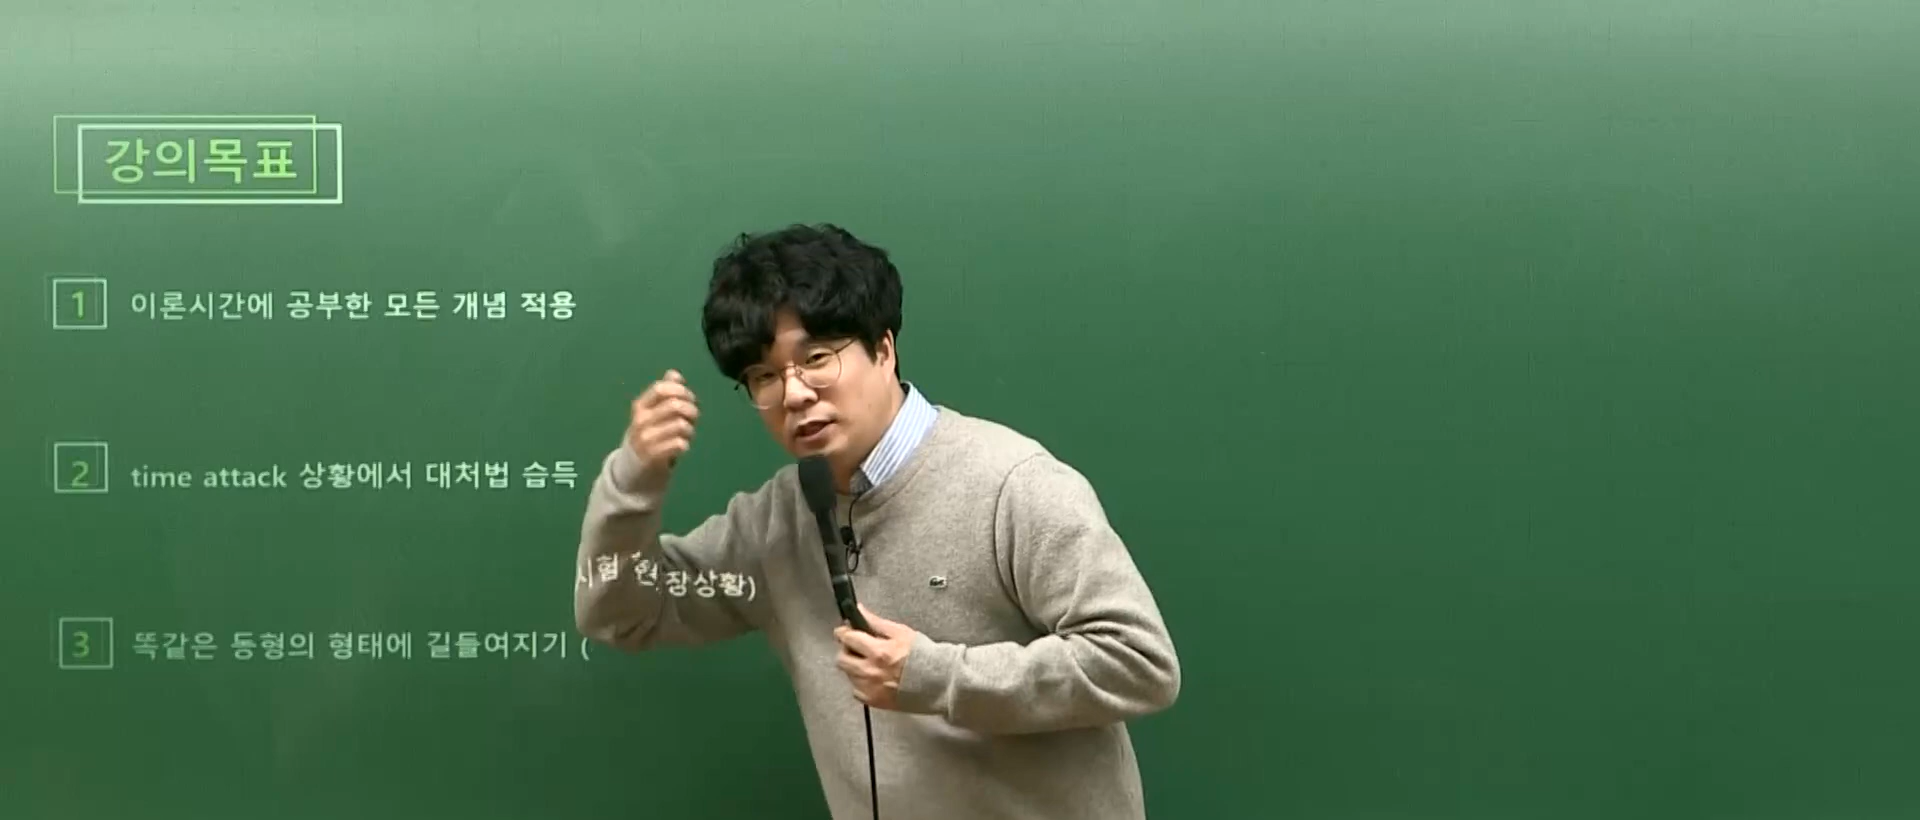 강의목표
1 이론시간에 공부한 모든 개념 적용
2 time attack 상황에서 대처법 습득
3 똑같은 동형의 형태에 길들여지기 (시험 현장상황)